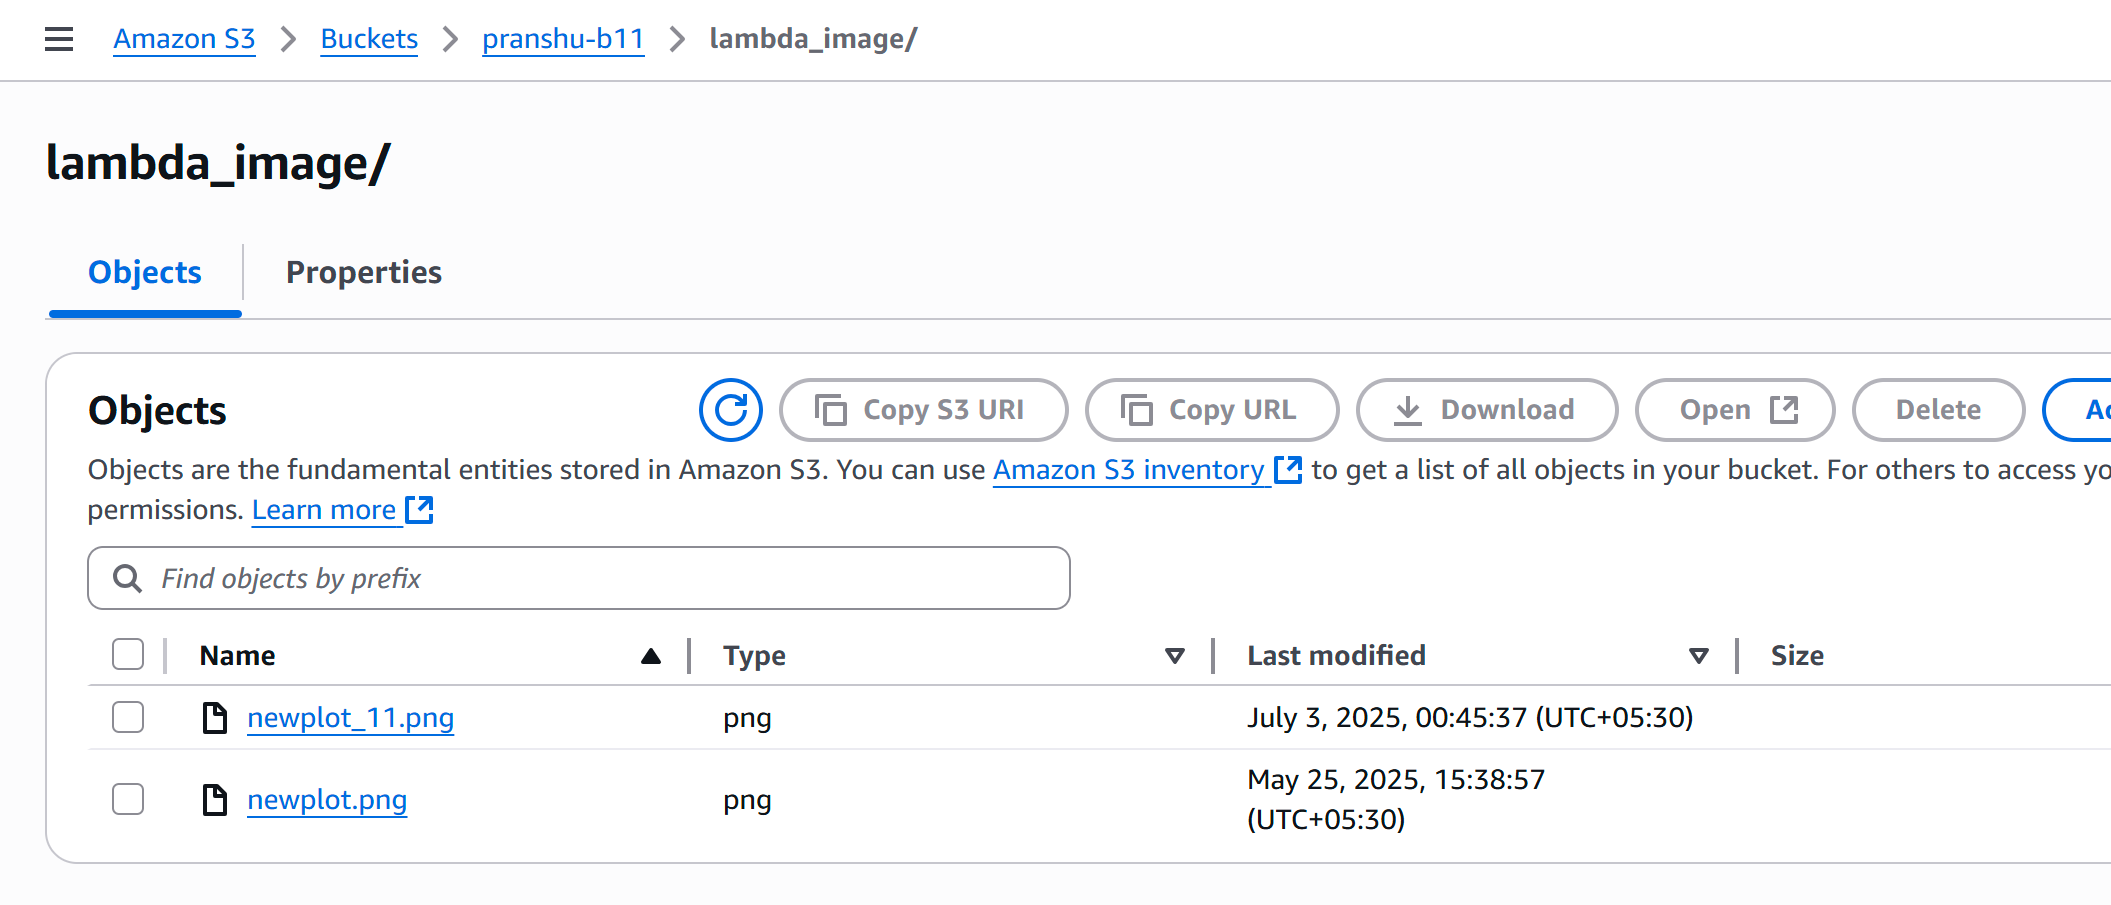 Amazon S3 > Buckets > pranshu-b11 > lambda_image/
lambda_image/
Objects Properties
Objects Copy S3 URI Copy URL Download Open Delete
Objects are the fundamental entities stored in Amazon S3. You can use Amazon S3 inventory to get a list of all objects in your bucket. For others to access
permissions. Learn more
Find objects by prefix
Name Type Last modified Size
newplot_11.png png July 3, 2025, 00:45:37 (UTC+05:30)
newplot.png png May 25, 2025, 15:38:57
(UTC+05:30)